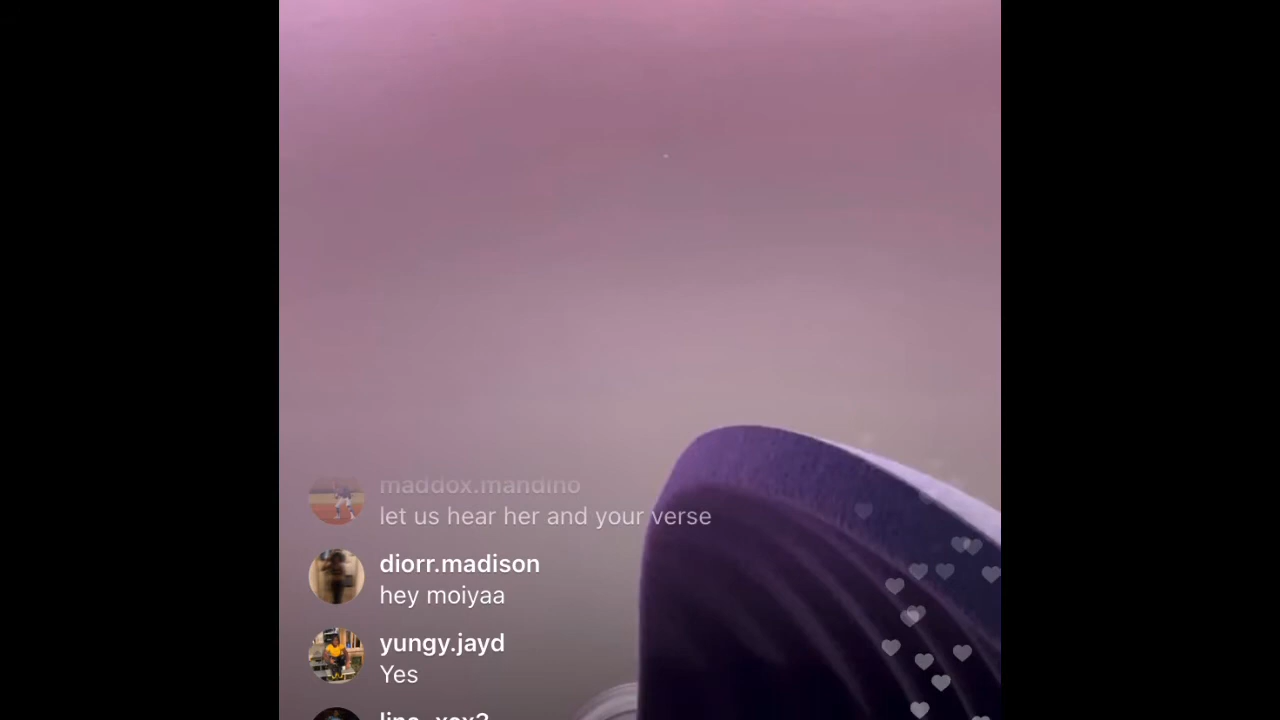 maddox.mandino
let us hear her and your verse
diorr.madison
hey moiyaa
yungy.jayd
Yes